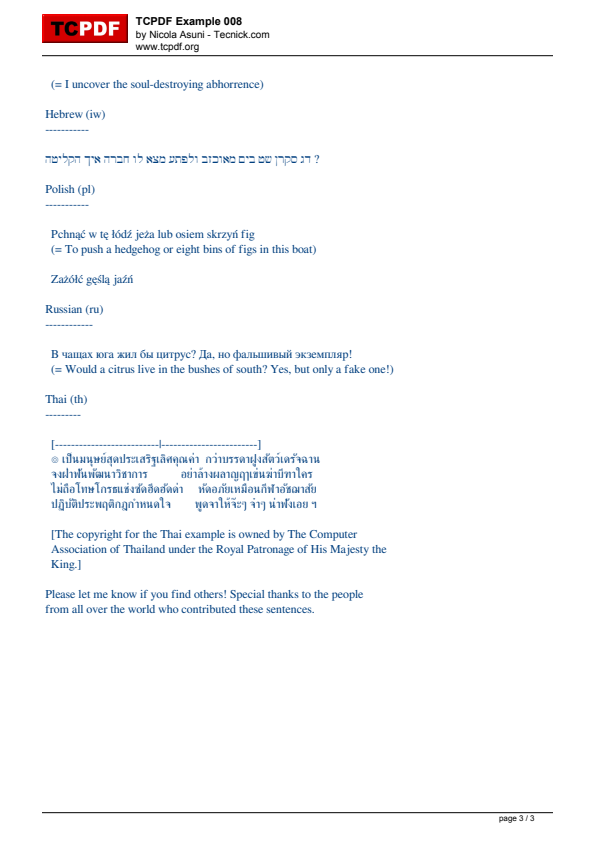 TCPDF
TCPDF Example 008
by Nicola Asuni - Tecnick.com
www.tcpdf.org
(= I uncover the soul-destroying abhorrence)
Hebrew (iw)
-----------
? דג סקרן שט בים מאוכזב ולפתע מצא לו חברה איך הקליטה
Polish (pl)
-----------
Pchnąć w tę łódź jeża lub osiem skrzyń fig
(= To push a hedgehog or eight bins of figs in this boat)
Zażółć gęślą jaźń
Russian (ru)
------------
В чащах юга жил бы цитрус? Да, но фальшивый экземпляр!
(= Would a citrus live in the bushes of south? Yes, but only a fake one!)
Thai (th)
---------
[--------------------------|------------------------]
๏ เป็นมนุษย์สุดประเสริฐเลิศคุณค่า กว่าบรรดาฝูงสัตว์เดรัจฉาน
จงฝ่าฟันพัฒนาวิชาการ อย่าล้างผลาญฤๅเข่นฆ่าบีฑาใคร
ไม่ถือโทษโกรธแช่งซัดฮึดฮัดด่า หัดอภัยเหมือนกีฬาอัชฌาสัย
ปฏิบัติประพฤติกฎกำหนดใจ พูดจาให้จ๊ะๆ จ๋าๆ น่าฟังเอย ฯ
[The copyright for the Thai example is owned by The Computer
Association of Thailand under the Royal Patronage of His Majesty the
King.]
Please let me know if you find others! Special thanks to the people
from all over the world who contributed these sentences.
page 3 / 3